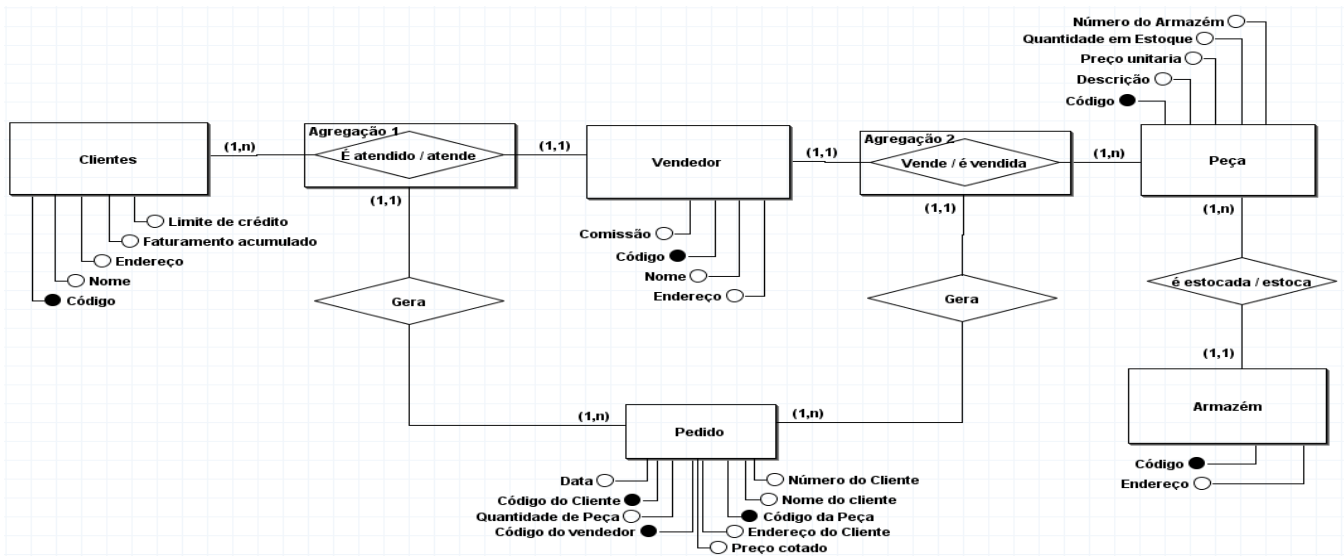 Número do Armazém
Quantidade em Estoque
Preço unitaria
Descrição
Código
Clientes
(1,n)
Agregação 1
É atendido / atende
(1,1)
Vendedor
(1,1)
Agregação 2
Vende / é vendida
(1,n)
Peça
(1,1)
(1,1)
(1,n)
Limite de crédito
Faturamento acumulado
Endereço
Nome
Código
Comissão
Código
Nome
Endereço
Gera
Gera
é estocada / estoca
(1,1)
(1,n)
Pedido
(1,n)
Armazém
Código
Endereço
Data
Código do Cliente
Quantidade de Peça
Código do vendedor
Número do Cliente
Nome do cliente
Código da Peça
Endereço do Cliente
Preço cotado